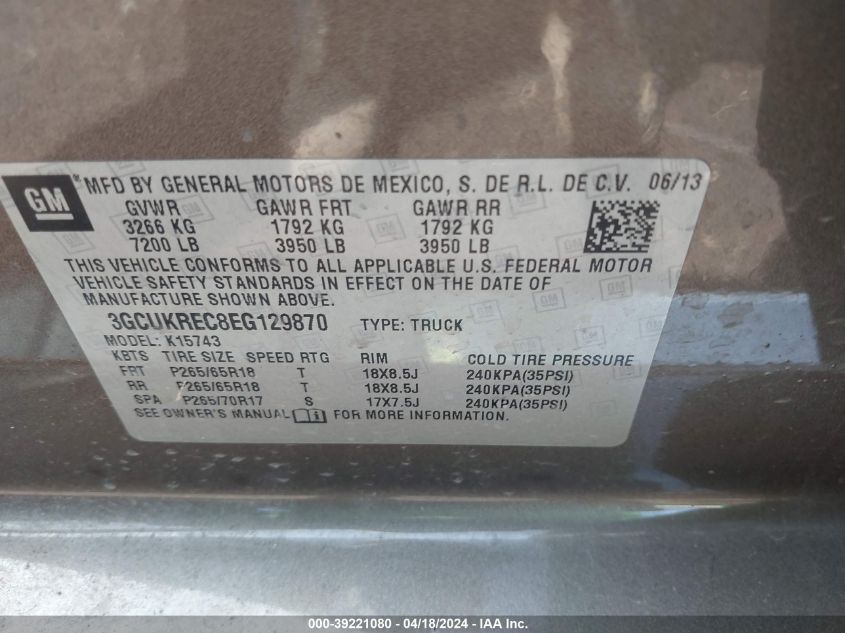 GM ® MFD BY GENERAL MOTORS DE MEXICO, S. DE R.L. DE C.V. 06/13
GVWR GAWR FRT GAWR RR
3266 KG 1792 KG 1792 KG
7200 LB 3950 LB 3950 LB
THIS VEHICLE CONFORMS TO ALL APPLICABLE U.S. FEDERAL MOTOR
VEHICLE SAFETY STANDARDS IN EFFECT ON THE DATE OF
MANUFACTURE SHOWN ABOVE.
3GCUKREC8EG129870 TYPE: TRUCK
MODEL: K15743
KBTS TIRE SIZE SPEED RTG RIM COLD TIRE PRESSURE
FRT P265/65R18 T 18X8.5J 240KPA(35PSI)
RR P265/65R18 T 18X8.5J 240KPA(35PSI)
SPA P265/70R17 S 17X7.5J 240KPA(35PSI)
SEE OWNER'S MANUAL FOR MORE INFORMATION.
000-39221080 - 04/18/2024 - IAA Inc.